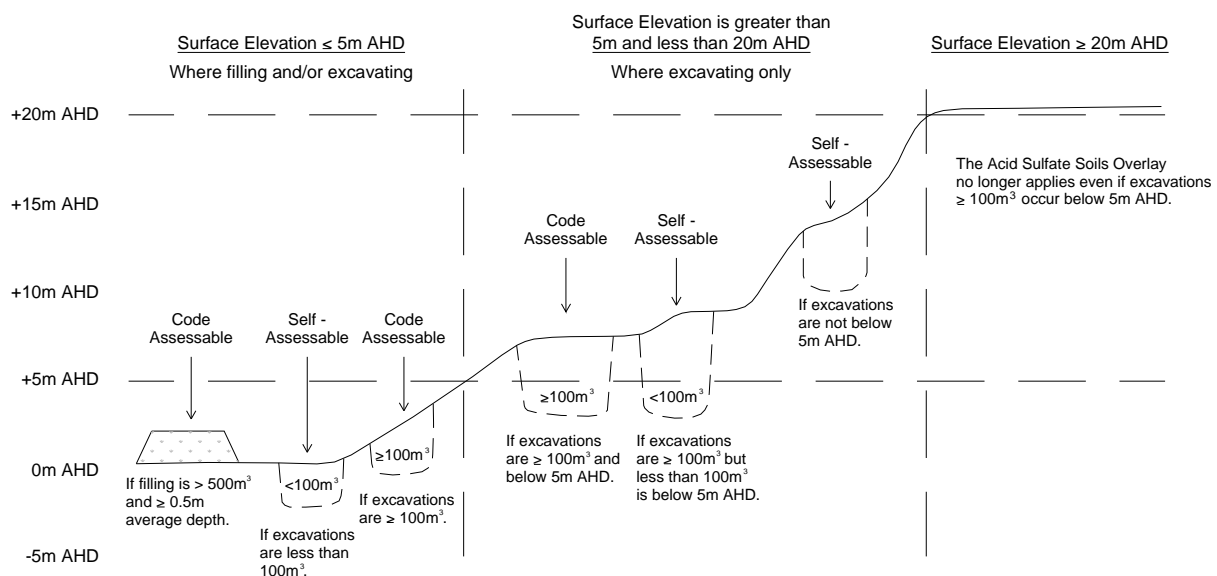 Surface Elevation ≤ 5m AHD
Where filling and/or excavating
Surface Elevation is greater than
5m and less than 20m AHD
Where excavating only
Surface Elevation ≥ 20m AHD
+20m AHD
+15m AHD
+10m AHD
+5m AHD
0m AHD
-5m AHD
Code
Assessable
If filling is > 500m³
and ≥ 0.5m
average depth.
Self -
Assessable
<100m³
If excavations
are less than
100m³.
Code
Assessable
≥100m³
If excavations
are ≥ 100m³.
Code
Assessable
≥100m³
If excavations
are ≥ 100m³ and
below 5m AHD.
Self -
Assessable
<100m³
If excavations
are ≥ 100m³ but
less than 100m³
is below 5m AHD.
Self -
Assessable
If excavations
are not below
5m AHD.
The Acid Sulfate Soils Overlay
no longer applies even if excavations
≥ 100m³ occur below 5m AHD.